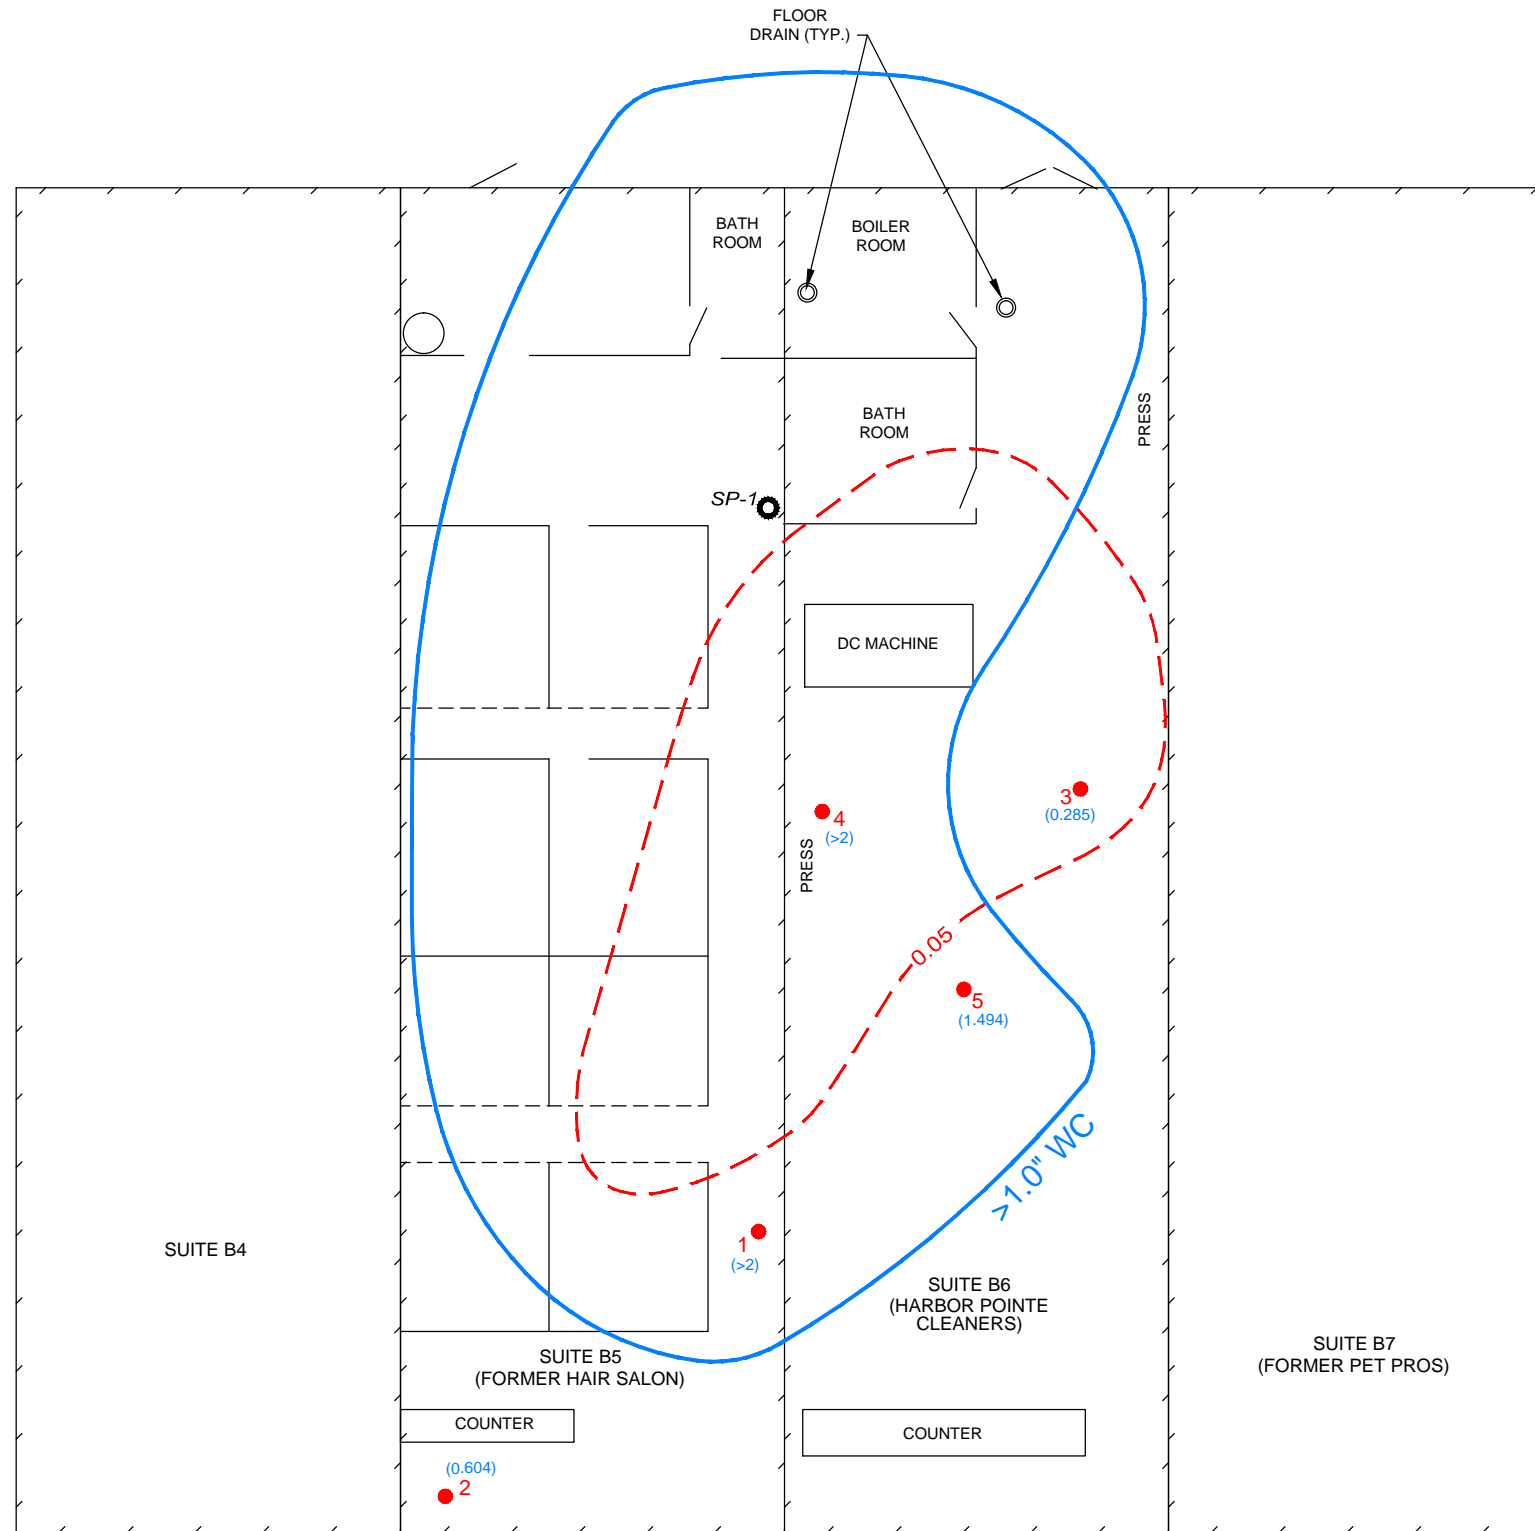 FLOOR
DRAIN (TYP.)
BATH
ROOM
BOILER
ROOM
PRESS
BATH
ROOM
SP-1
DC MACHINE
3
(0.285)
4
(>2)
PRESS
0.05
5
(1.494)
>1.0" WC
1
(>2)
SUITE B4
SUITE B6
(HARBOR POINTE
CLEANERS)
SUITE B7
(FORMER PET PROS)
SUITE B5
(FORMER HAIR SALON)
COUNTER
COUNTER
(0.604)
2